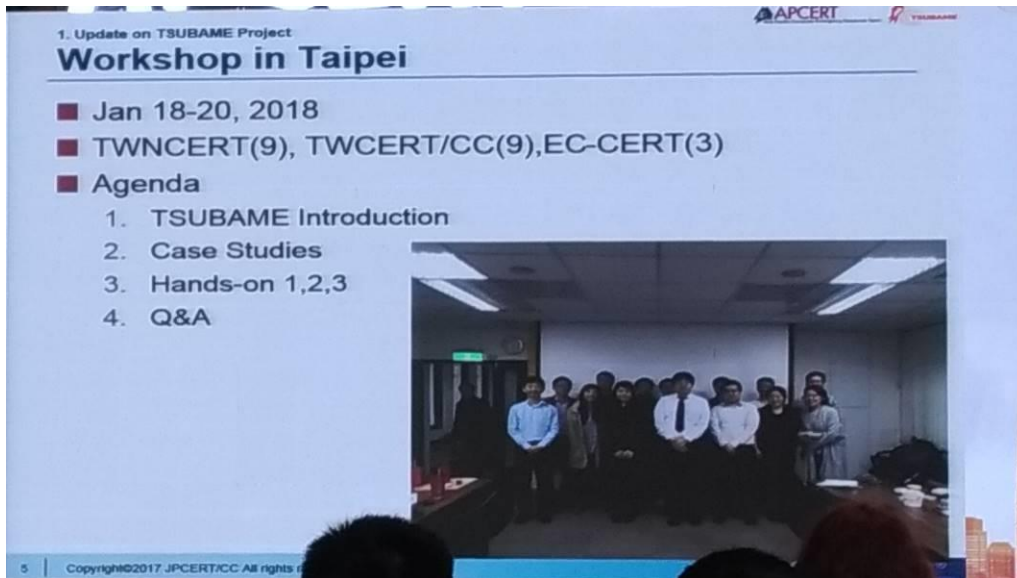 APCERT
TSUBAME
1. Update on TSUBAME Project
Workshop in Taipei
Jan 18-20, 2018
TWNCERT(9), TWCERT/CC(9),EC-CERT(3)
Agenda
1. TSUBAME Introduction
2. Case Studies
3. Hands-on 1,2,3
4. Q&A
5 Copyright©2017 JPCERT/CC All rights